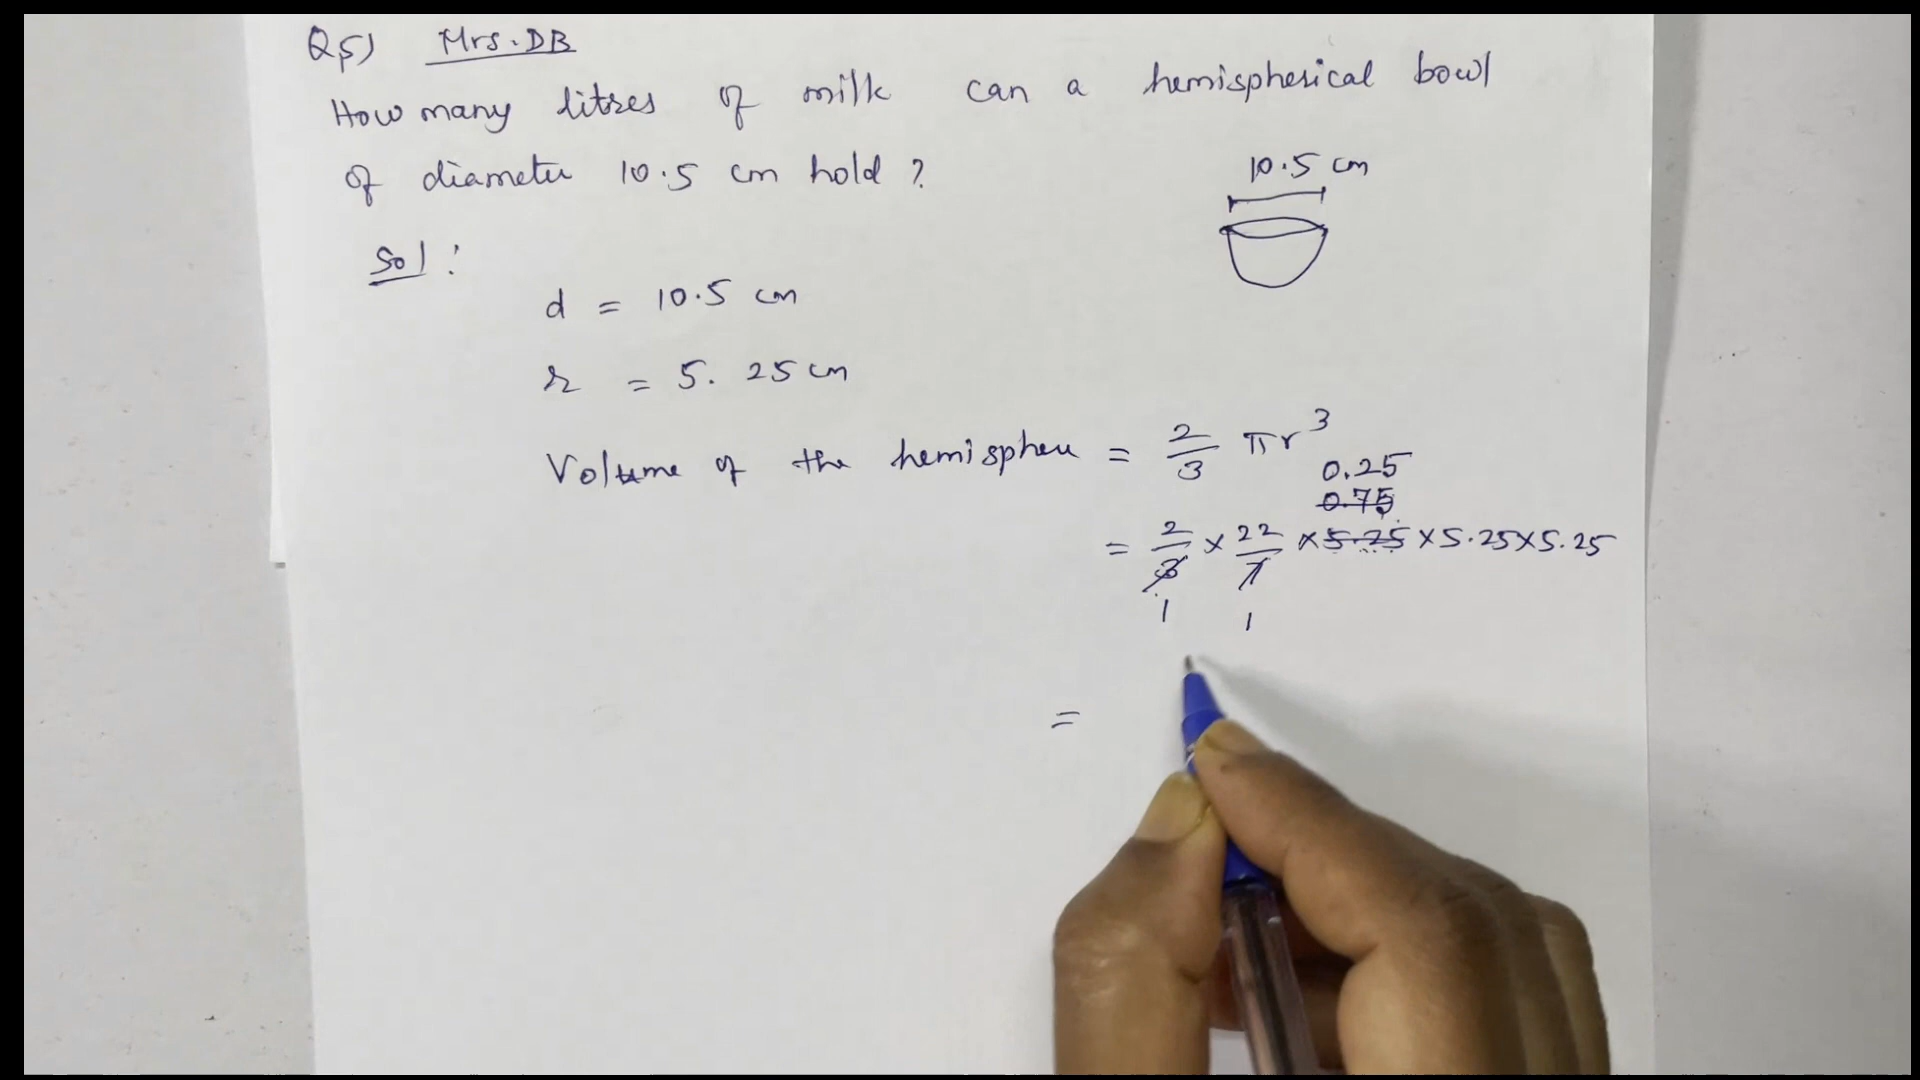 Q5) Mrs. DB
How many litres of milk can a hemispherical bowl
of diameter 10.5 cm hold ?
10.5 cm
Sol :
d = 10.5 cm
r = 5.25 cm
Volume of the hemisphere = 2/3 πr³
0.25
0.75
= 2/3 × 22/7 × 5.25 × 5.25 × 5.25
1 1
=